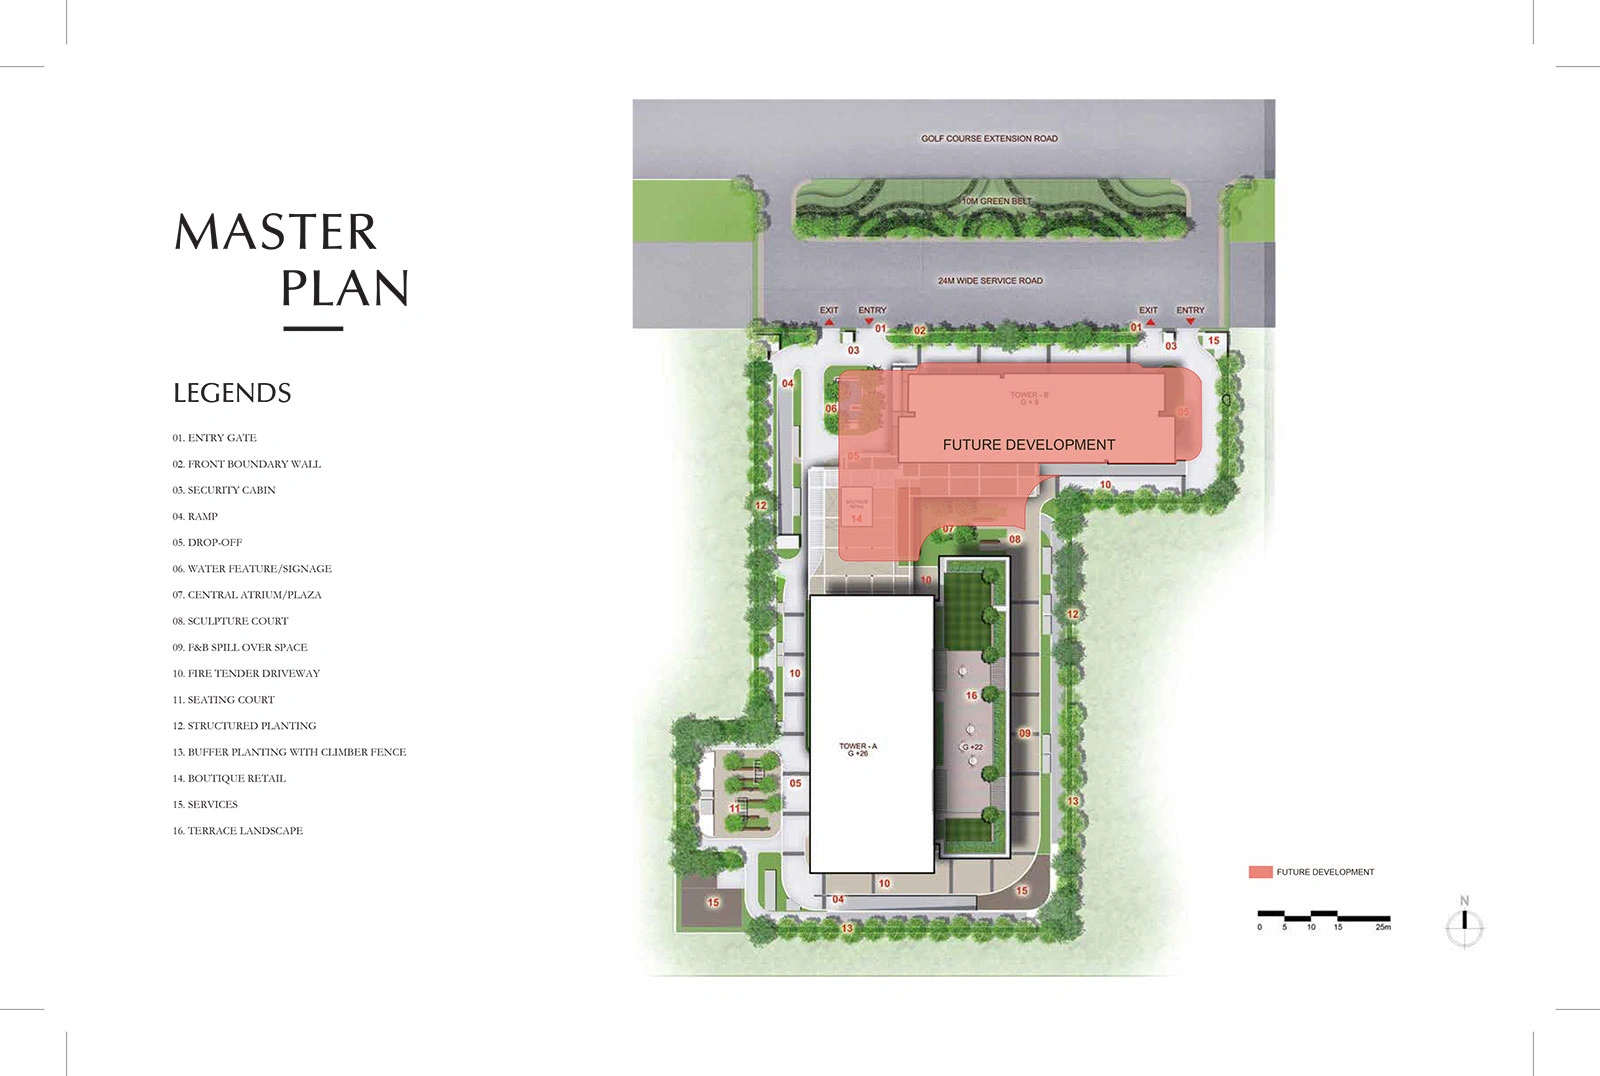 MASTER
PLAN
LEGENDS
01. ENTRY GATE
02. FRONT BOUNDARY WALL
03. SECURITY CABIN
04. RAMP
05. DROP-OFF
06. WATER FEATURE/SIGNAGE
07. CENTRAL ATRIUM/PLAZA
08. SCULPTURE COURT
09. F&B SPILL OVER SPACE
10. FIRE TENDER DRIVEWAY
11. SEATING COURT
12. STRUCTURED PLANTING
13. BUFFER PLANTING WITH CLIMBER FENCE
14. BOUTIQUE RETAIL
15. SERVICES
16. TERRACE LANDSCAPE
GOLF COURSE EXTENSION ROAD
10M GREEN BELT
24M WIDE SERVICE ROAD
EXIT ENTRY EXIT ENTRY
01 02 01
03 03 15
04
TOWER - B
G + 9
06 05
FUTURE DEVELOPMENT
05
10
BOUTIQUE
RETAIL
14
12
07
08
10
12
10
16
09
TOWER - A
G +26
G +22
05
13
11
10
15
04
15
13
FUTURE DEVELOPMENT
N
0 5 10 15 25m